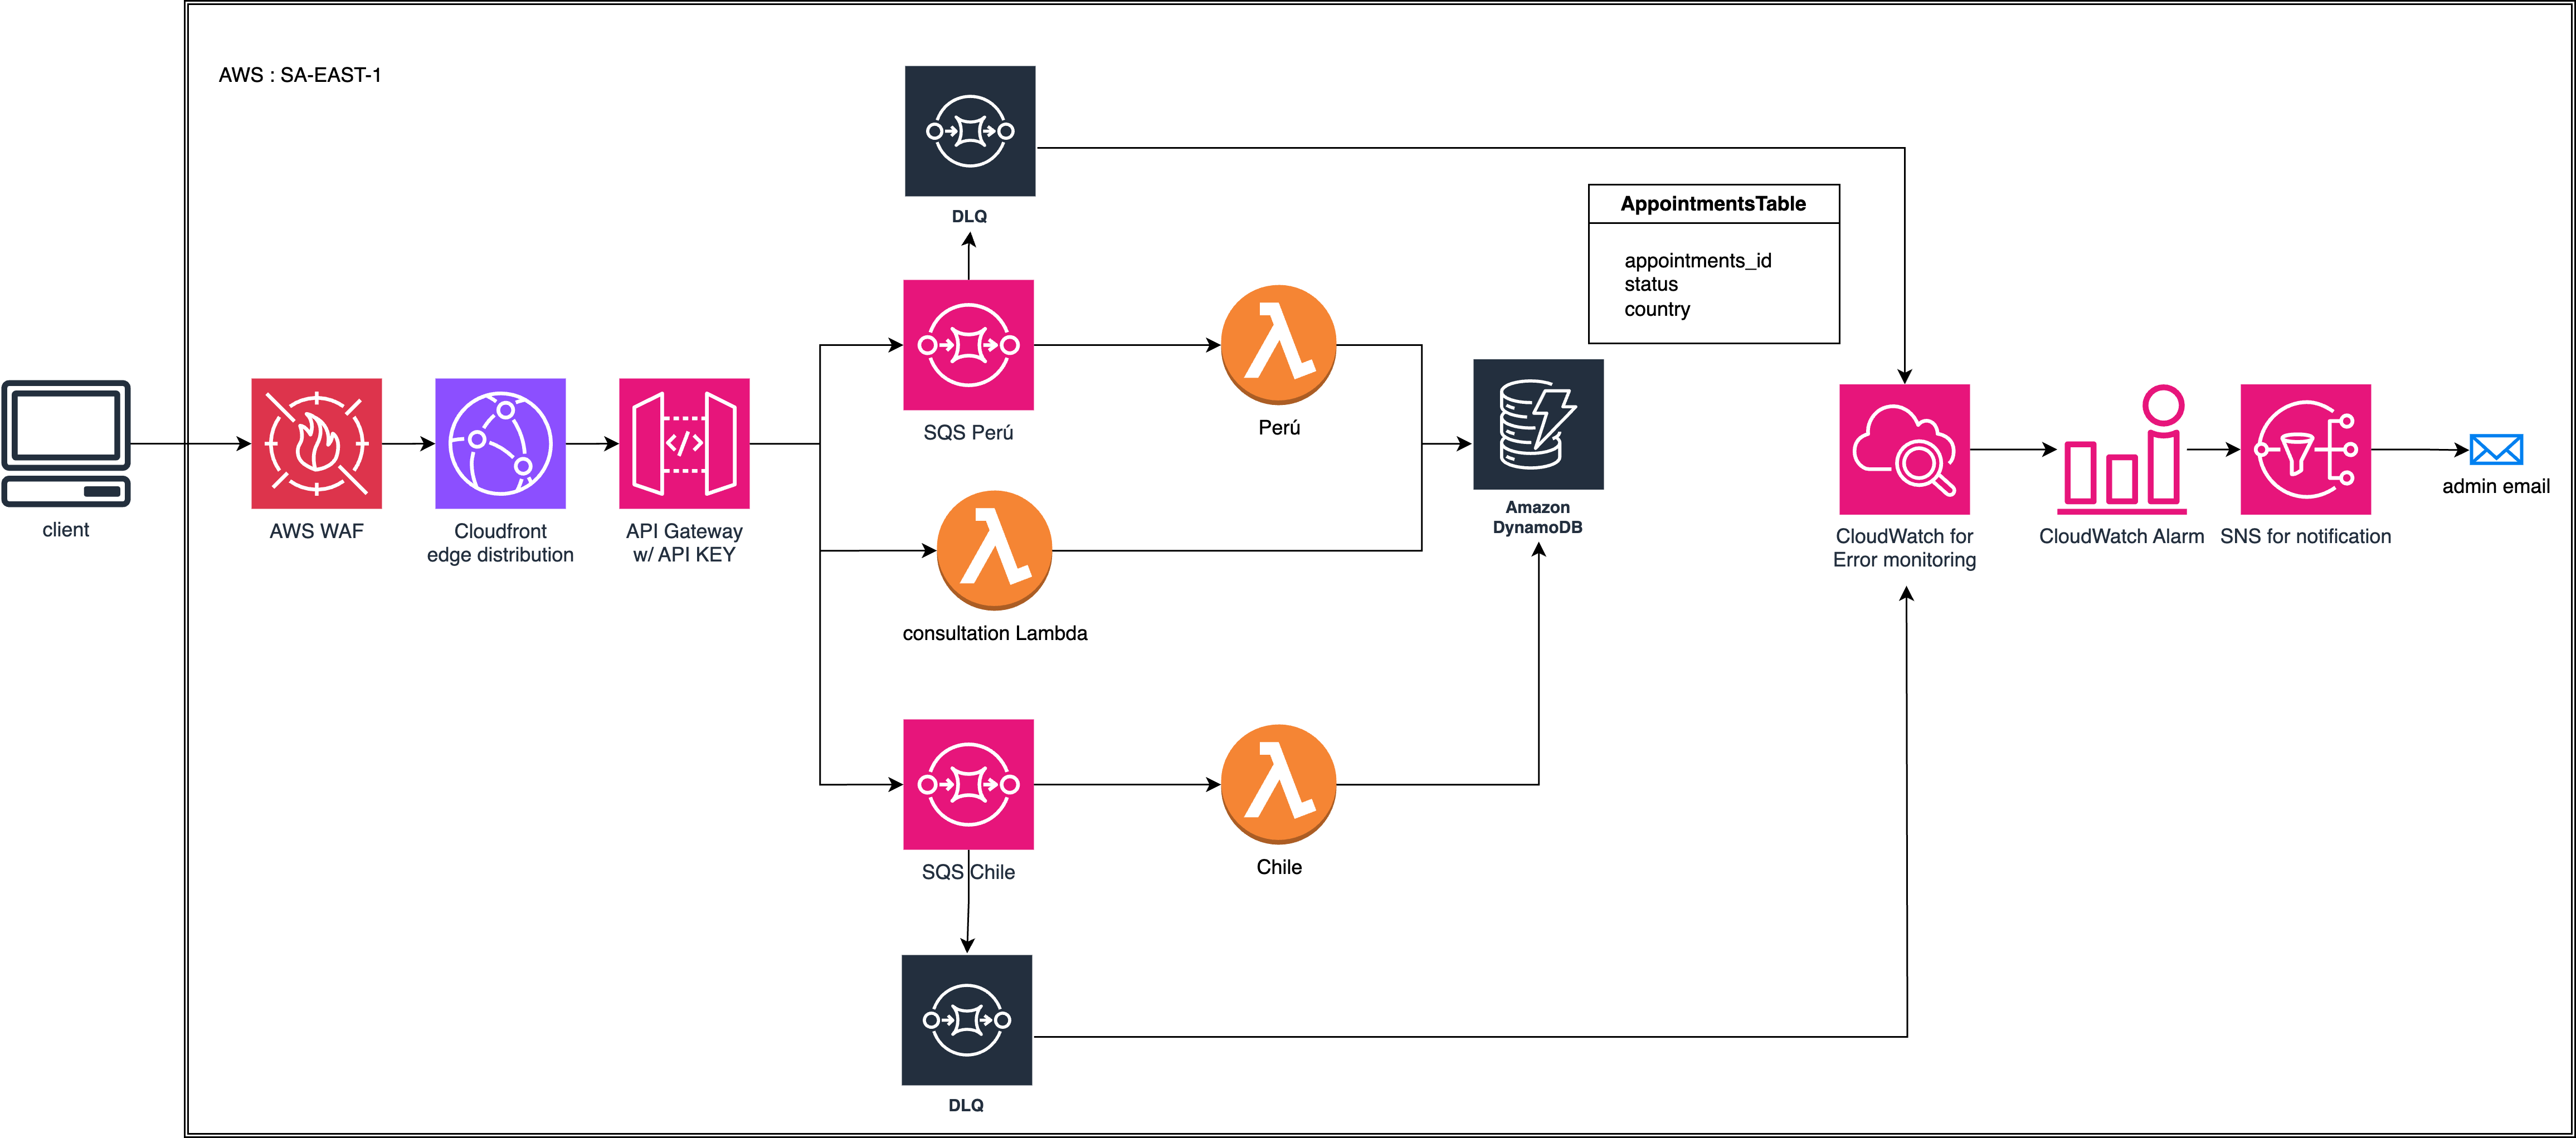 AWS : SA-EAST-1
DLQ
AppointmentsTable
appointments_id
status
country
SQS Perú
Perú
client
AWS WAF
Cloudfront
edge distribution
API Gateway
w/ API KEY
Amazon
DynamoDB
CloudWatch for
Error monitoring
CloudWatch Alarm
SNS for notification
admin email
consultation Lambda
SQS Chile
Chile
DLQ